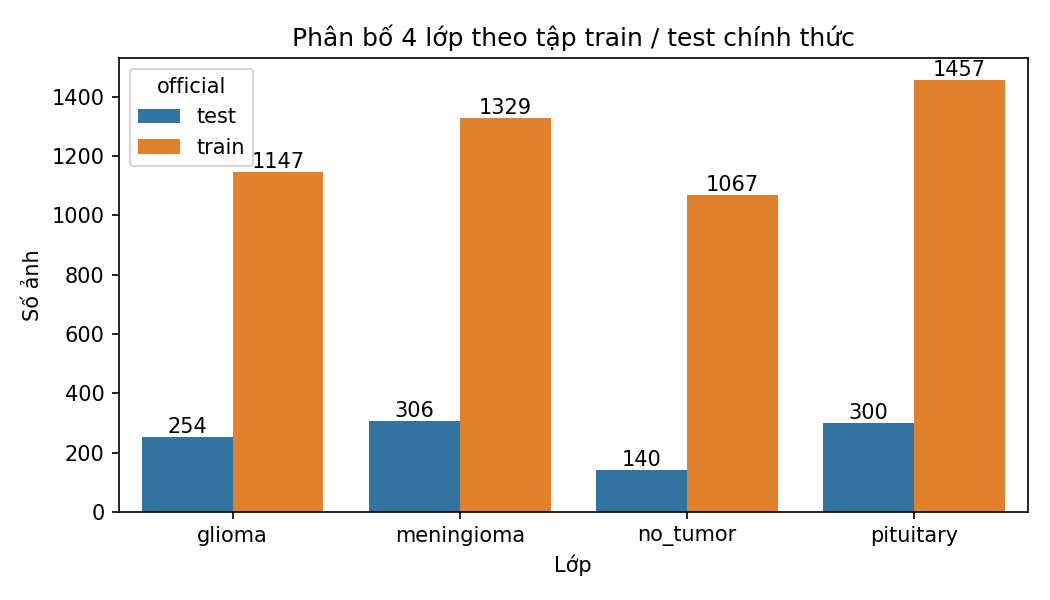 Phân bố 4 lớp theo tập train / test chính thức
official
test
train
1400
1200
1000
800
600
400
200
0
Số ảnh
254
1147
306
1329
140
1067
300
1457
glioma
meningioma
no_tumor
pituitary
Lớp